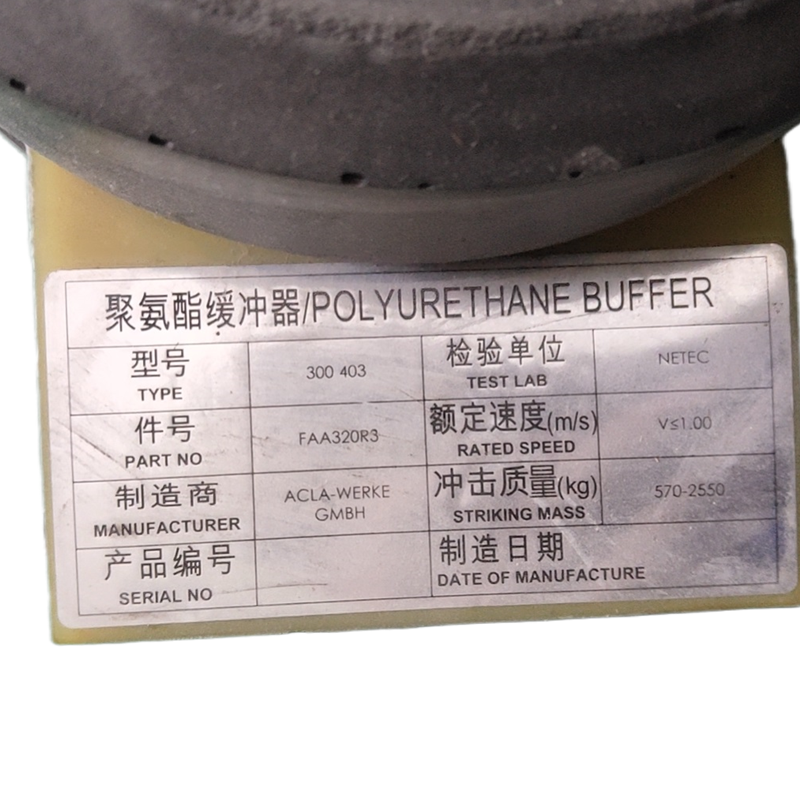 聚氨酯缓冲器/POLYURETHANE BUFFER
型号
TYPE
300 403
检验单位
TEST LAB
NETEC
件号
PART NO
FAA320R3
额定速度(m/s)
RATED SPEED
V≤1.00
制造商
MANUFACTURER
ACLA-WERKE
GMBH
冲击质量(kg)
STRIKING MASS
570-2550
产品编号
SERIAL NO
制造日期
DATE OF MANUFACTURE